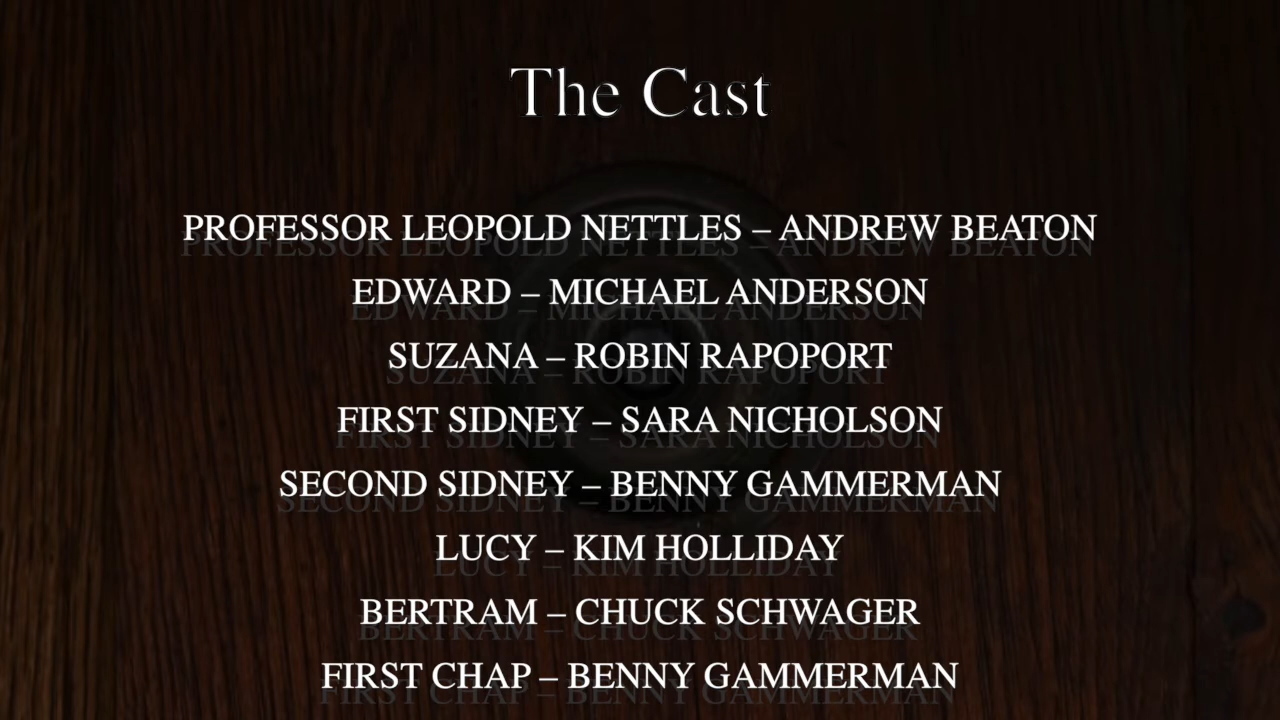 The Cast
PROFESSOR LEOPOLD NETTLES – ANDREW BEATON
EDWARD – MICHAEL ANDERSON
SUZANA – ROBIN RAPOPORT
FIRST SIDNEY – SARA NICHOLSON
SECOND SIDNEY – BENNY GAMMERMAN
LUCY – KIM HOLLIDAY
BERTRAM – CHUCK SCHWAGER
FIRST CHAP – BENNY GAMMERMAN